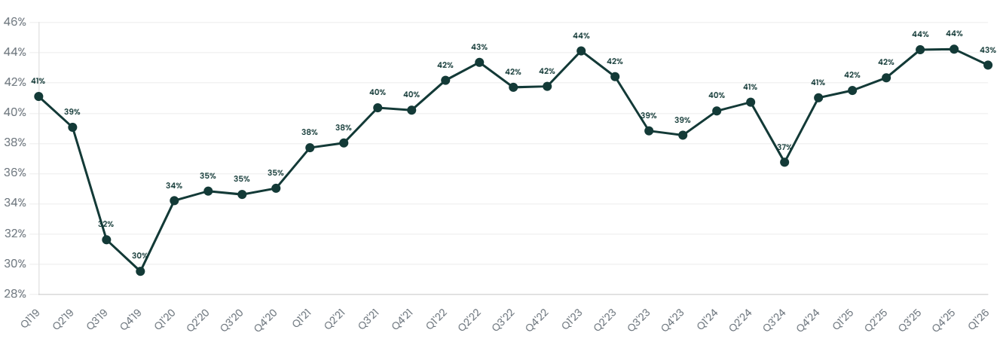 46%
44%
42%
40%
38%
36%
34%
32%
30%
28%
41%
39%
32%
30%
34%
35%
35%
35%
38%
38%
40%
40%
42%
43%
42%
42%
44%
42%
39%
39%
40%
41%
37%
41%
42%
42%
44%
44%
43%
Q1'19
Q2'19
Q3'19
Q4'19
Q1'20
Q2'20
Q3'20
Q4'20
Q1'21
Q2'21
Q3'21
Q4'21
Q1'22
Q2'22
Q3'22
Q4'22
Q1'23
Q2'23
Q3'23
Q4'23
Q1'24
Q2'24
Q3'24
Q4'24
Q1'25
Q2'25
Q3'25
Q4'25
Q1'26